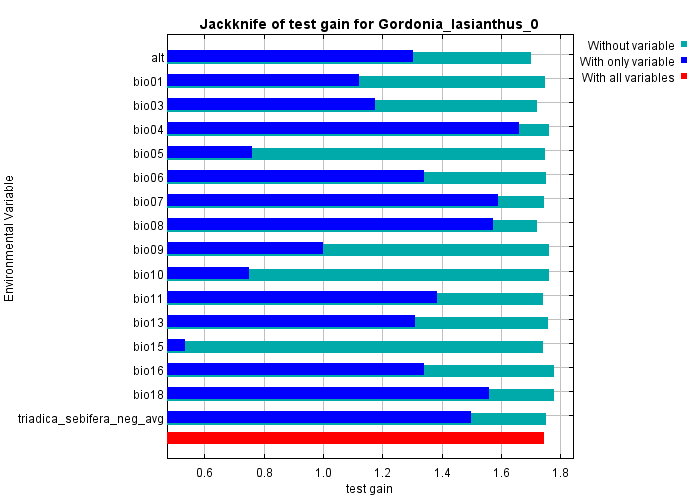 Jackknife of test gain for Gordonia_lasianthus_0
Without variable
With only variable
With all variables
Environmental Variable
alt
bio01
bio03
bio04
bio05
bio06
bio07
bio08
bio09
bio10
bio11
bio13
bio15
bio16
bio18
triadica_sebifera_neg_avg
0.6 0.8 1.0 1.2 1.4 1.6 1.8
test gain